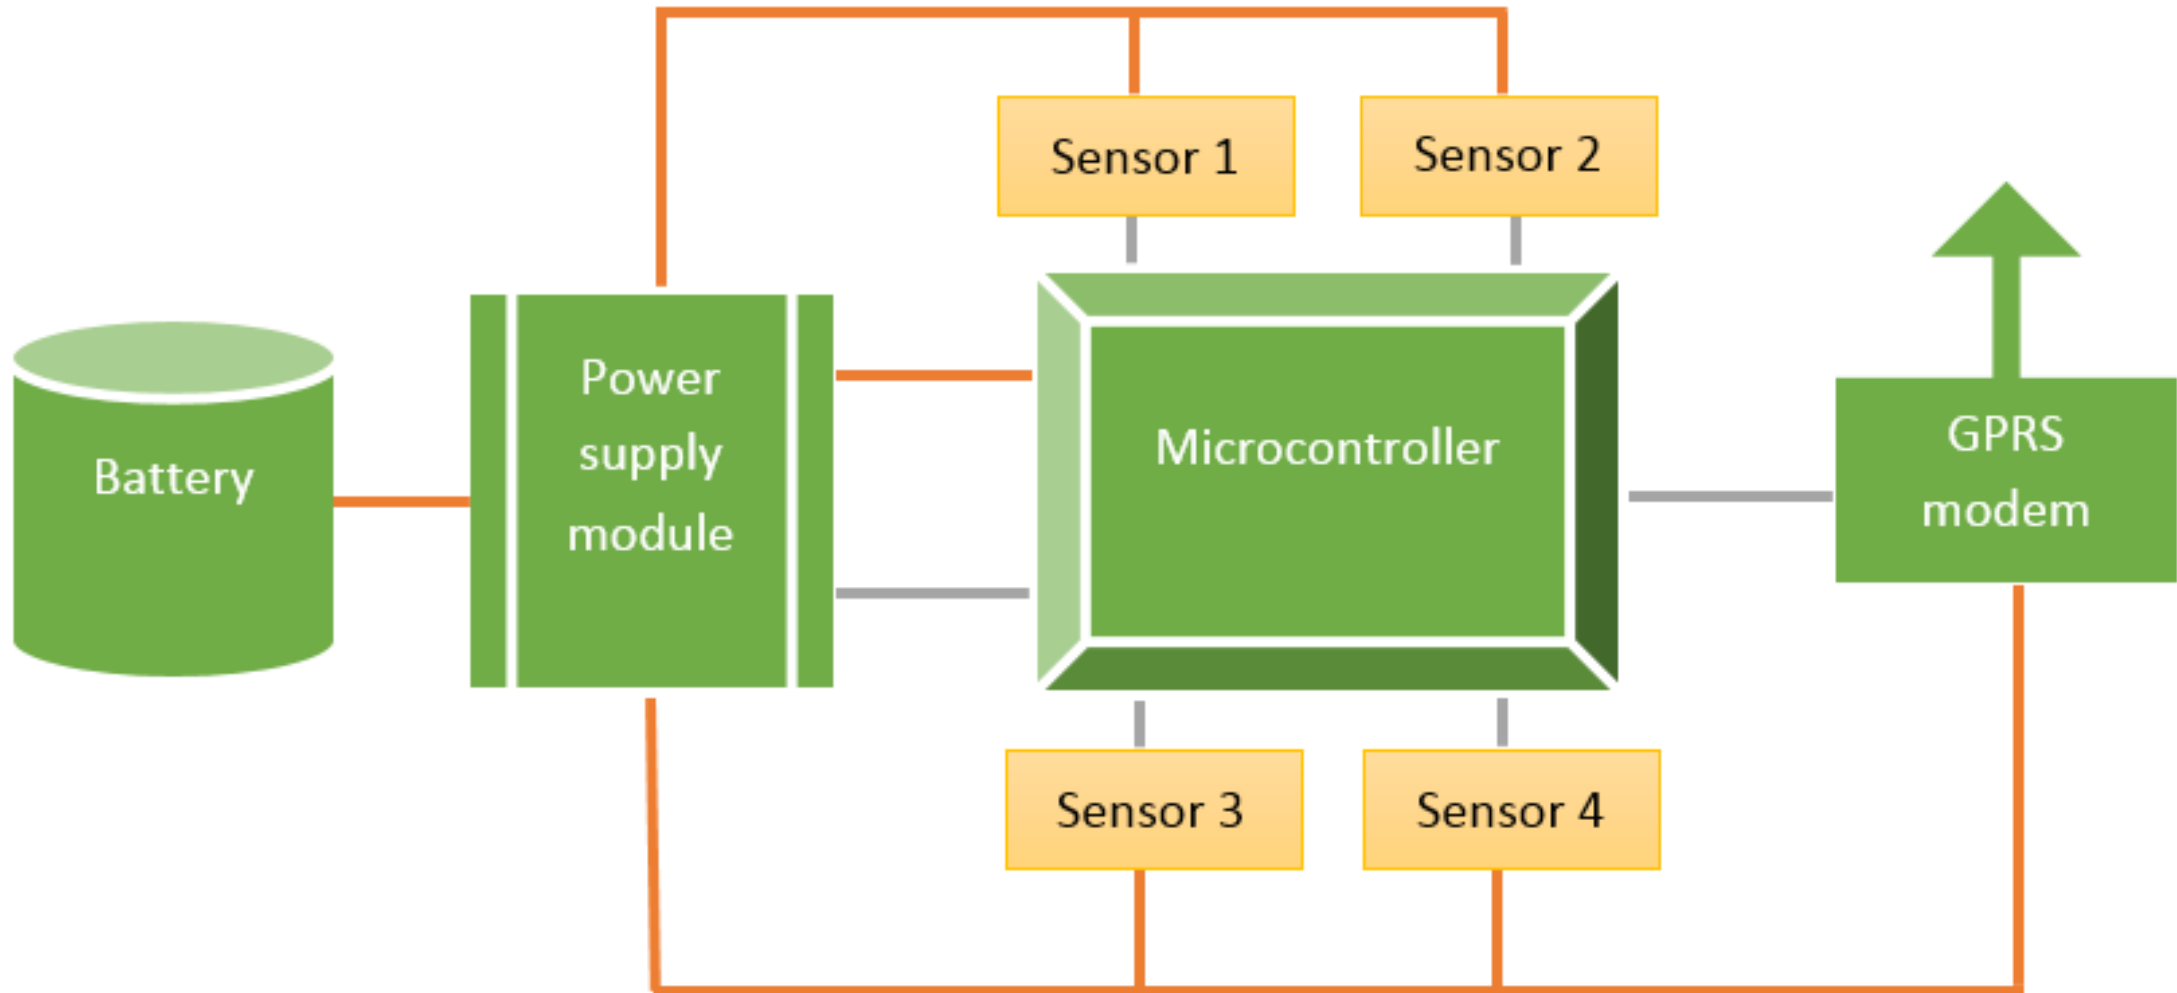 Sensor 1
Sensor 2
Battery
Power
supply
module
Microcontroller
GPRS
modem
Sensor 3
Sensor 4